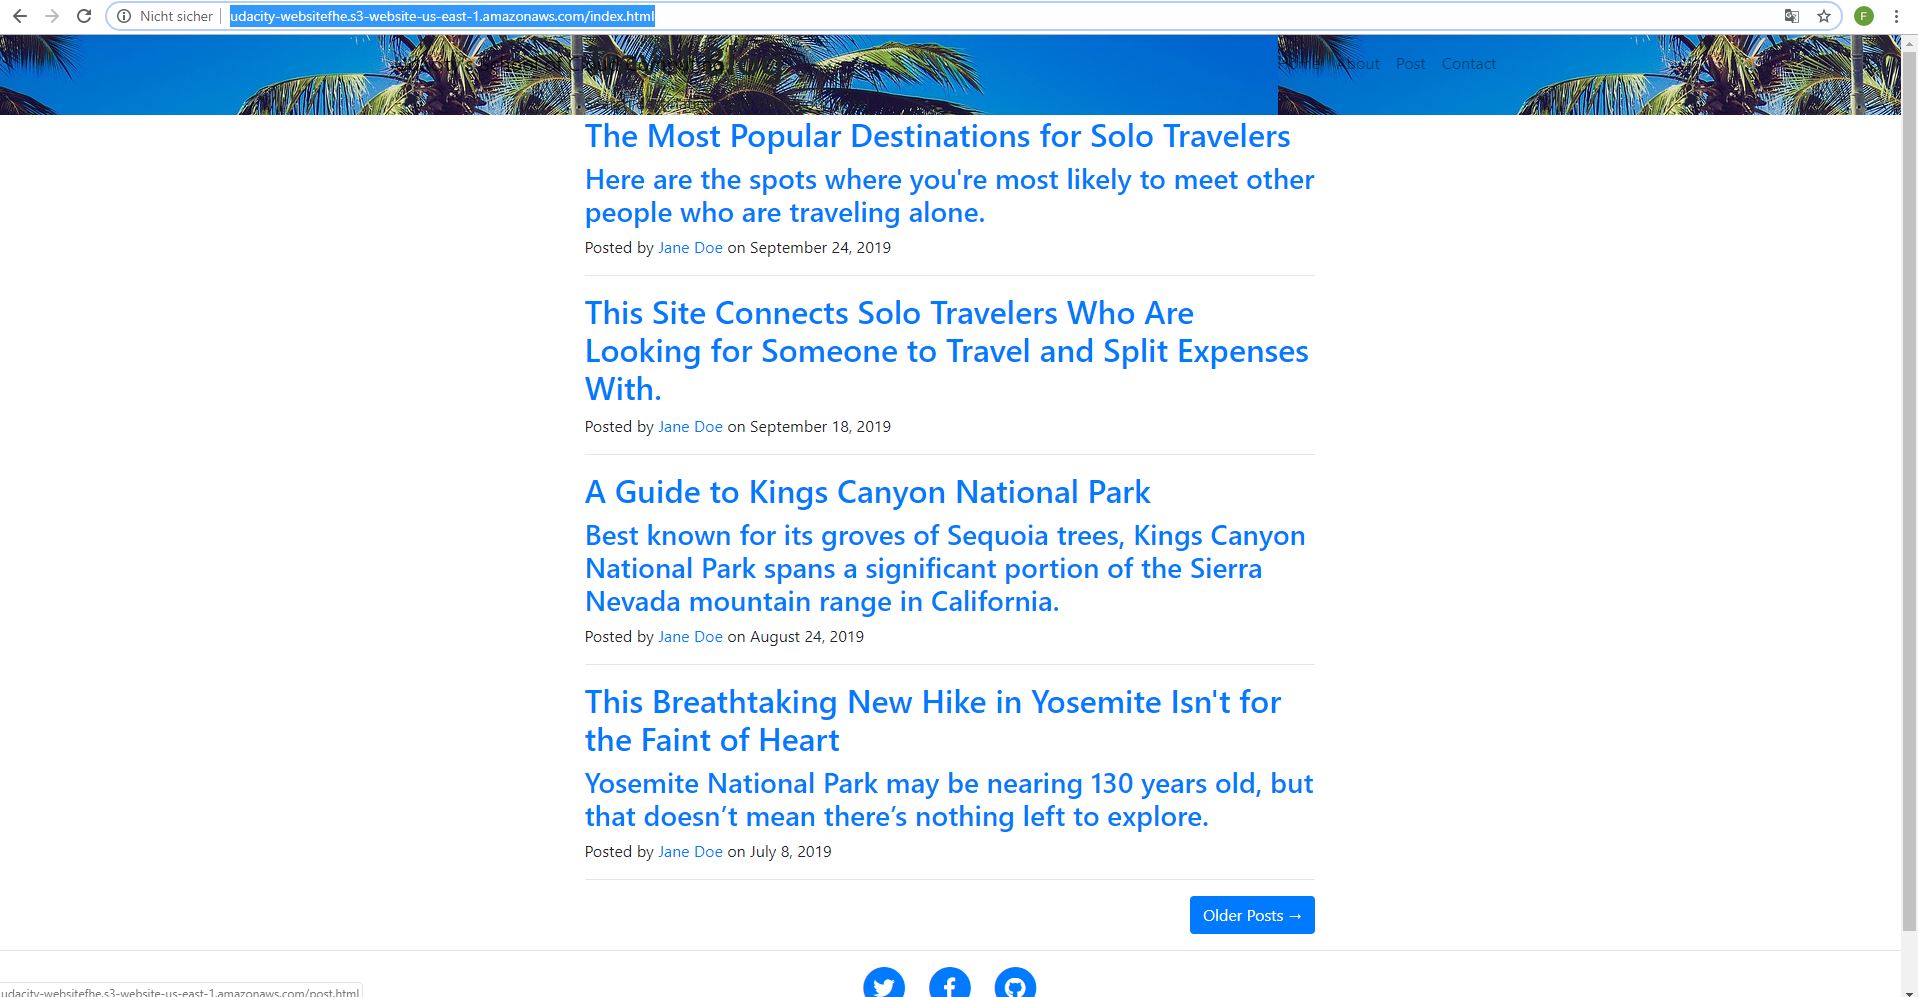 Nicht sicher | udacity-websitefhe.s3-website-us-east-1.amazonaws.com/index.html
F
Home About Post Contact
The Most Popular Destinations for Solo Travelers
Here are the spots where you're most likely to meet other
people who are traveling alone.
Posted by Jane Doe on September 24, 2019
This Site Connects Solo Travelers Who Are
Looking for Someone to Travel and Split Expenses
With.
Posted by Jane Doe on September 18, 2019
A Guide to Kings Canyon National Park
Best known for its groves of Sequoia trees, Kings Canyon
National Park spans a significant portion of the Sierra
Nevada mountain range in California.
Posted by Jane Doe on August 24, 2019
This Breathtaking New Hike in Yosemite Isn't for
the Faint of Heart
Yosemite National Park may be nearing 130 years old, but
that doesn’t mean there’s nothing left to explore.
Posted by Jane Doe on July 8, 2019
Older Posts →
udacity-websitefhe.s3-website-us-east-1.amazonaws.com/post.html